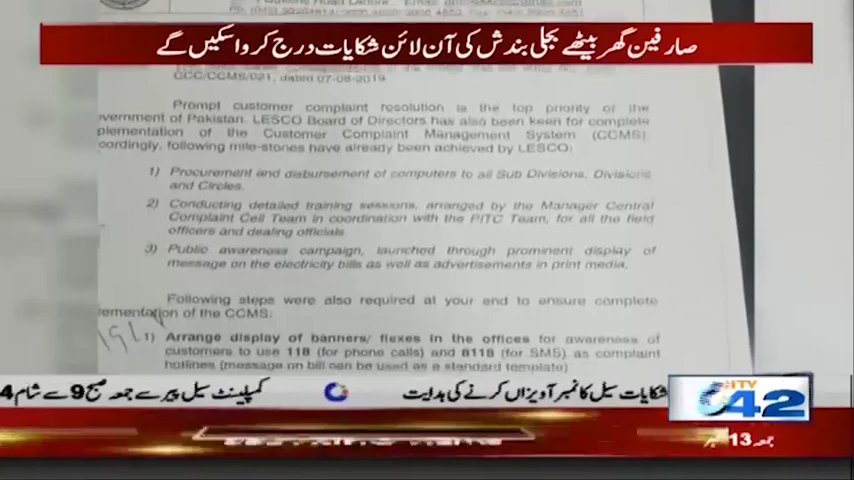 صارفین گھر بیٹھے بجلی بندش کی آن لائن شکایات درج کروا سکیں گے
CCC/CCMS/021, dated 07-08-2019
Prompt customer complaint resolution is the top priority of the
vernment of Pakistan. LESCO Board of Directors has also been keen for complete
plementation of the Customer Complaint Management System (CCMS).
cordingly, following mile-stones have already been achieved by LESCO:
1) Procurement and disbursement of computers to all Sub Divisions, Divisions
and Circles.
2) Conducting detailed training sessions, arranged by the Manager Central
Complaint Cell Team in coordination with the PITC Team, for all the field
officers and dealing officials.
3) Public awareness campaign, launched through prominent display of
message on the electricity bills as well as advertisements in print media.
Following steps were also required at your end to ensure complete
lementation of the CCMS:
1) Arrange display of banners/ flexes in the offices for awareness of
customers to use 118 (for phone calls) and 8118 (for SMS) as complaint
hotlines (message on bill can be used as a standard template)
شکایات سیل کا نمبر آویزاں کرنے کی ہدایت
کمپلینٹ سیل پیر سے جمعہ صبح 9 سے شام 4
CITY 42
جمعہ 13